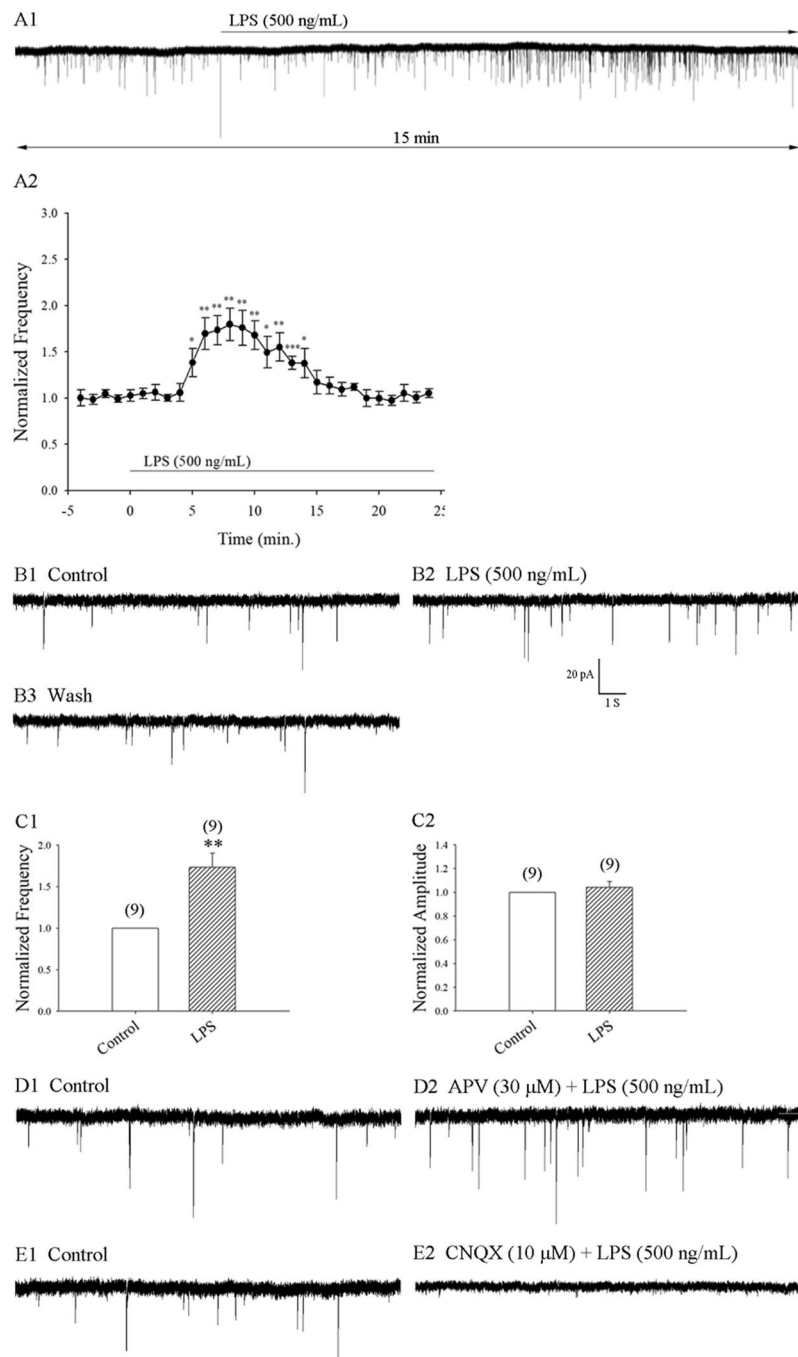 A1
LPS (500 ng/mL)
15 min
A2
Normalized Frequency
3.0
2.5
2.0
1.5
1.0
0.5
0.0
* ** ** ** ** ** * ** *** *
LPS (500 ng/mL)
-5 0 5 10 15 20 25
Time (min.)
B1 Control
B2 LPS (500 ng/mL)
20 pA
1 S
B3 Wash
C1
Normalized Frequency
2.0
1.5
1.0
0.5
0.0
(9)
(9)
**
Control
LPS
C2
Normalized Amplitude
1.4
1.2
1.0
0.8
0.6
0.4
0.2
0.0
(9)
(9)
Control
LPS
D1 Control
D2 APV (30 μM) + LPS (500 ng/mL)
E1 Control
E2 CNQX (10 μM) + LPS (500 ng/mL)